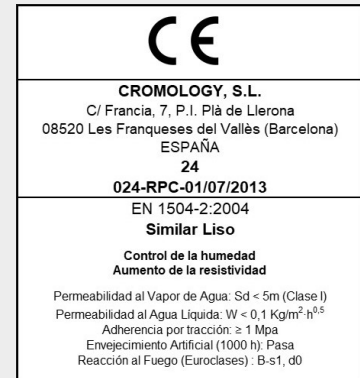 CE
CROMOLOGY, S.L.
C/ Francia, 7, P.I. Plà de Llerona
08520 Les Franqueses del Vallès (Barcelona)
ESPAÑA
24
024-RPC-01/07/2013
EN 1504-2:2004
Similar Liso
Control de la humedad
Aumento de la resistividad
Permeabilidad al Vapor de Agua: Sd < 5m (Clase I)
Permeabilidad al Agua Líquida: W < 0,1 Kg/m²·h⁰,⁵
Adherencia por tracción: ≥ 1 Mpa
Envejecimiento Artificial (1000 h): Pasa
Reacción al Fuego (Euroclases) : B-s1, d0